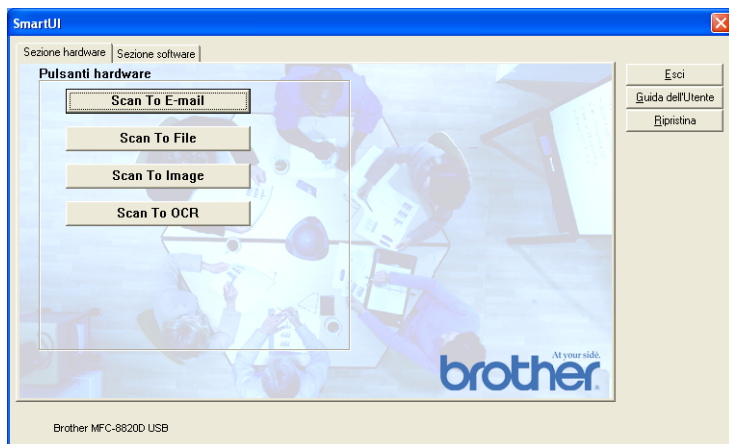 SmartUI
Sezione hardware
Sezione software
Pulsanti hardware
Scan To E-mail
Scan To File
Scan To Image
Scan To OCR
Esci
Guida dell'Utente
Ripristina
At your side.
brother
Brother MFC-8820D USB